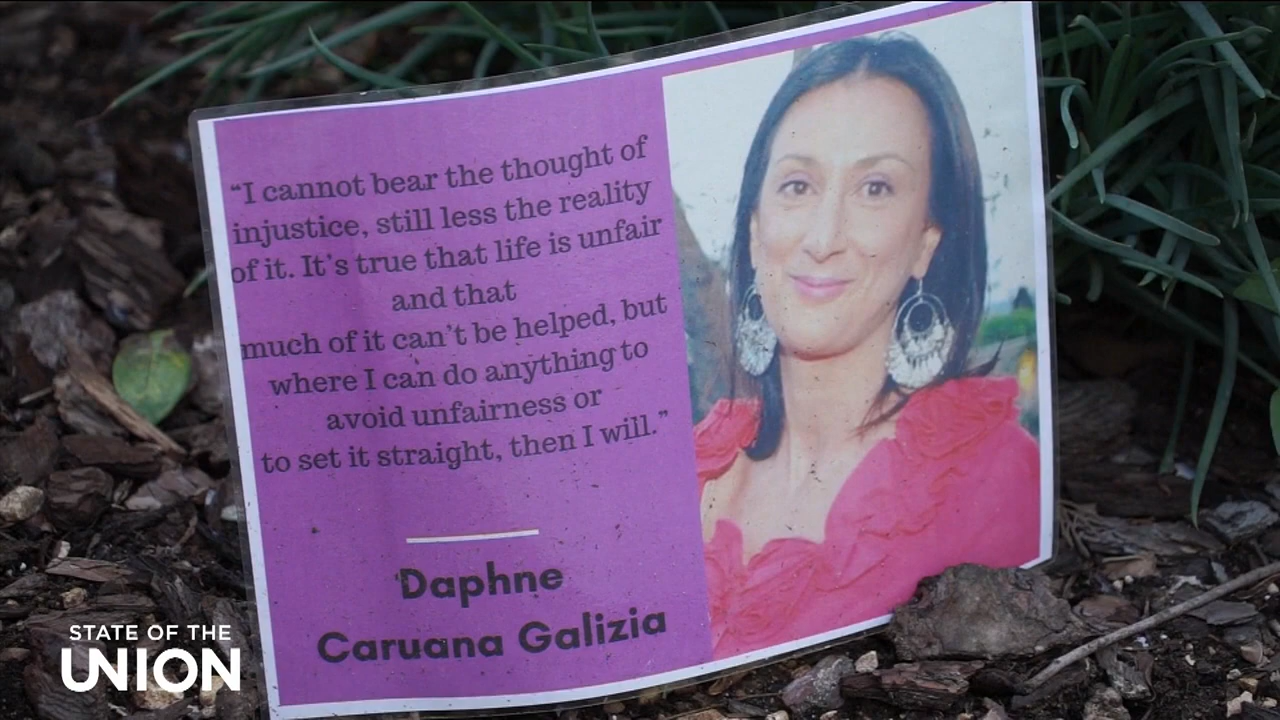 “I cannot bear the thought of
injustice, still less the reality
of it. It’s true that life is unfair
and that
much of it can’t be helped, but
where I can do anything to
avoid unfairness or
to set it straight, then I will.”
Daphne
Caruana Galizia
STATE OF THE
UNION